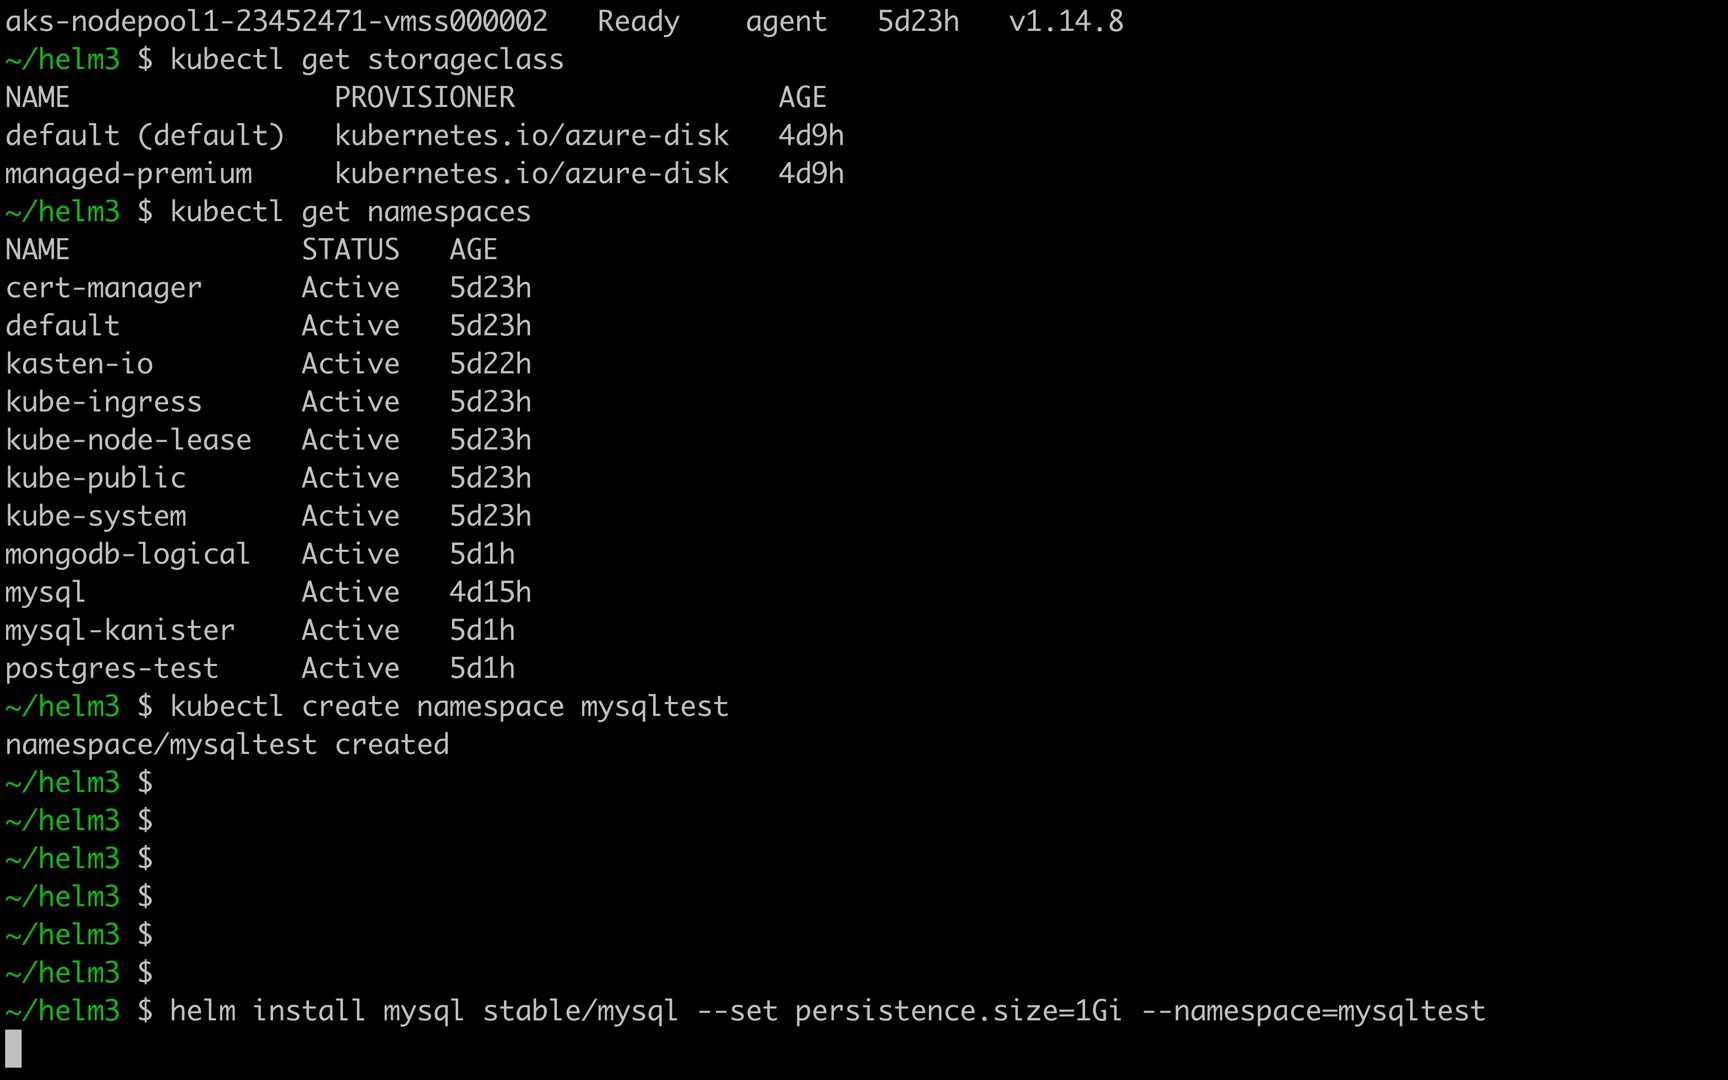 aks-nodepool1-23452471-vmss000002   Ready    agent   5d23h   v1.14.8
~/helm3 $ kubectl get storageclass
NAME                PROVISIONER                AGE
default (default)   kubernetes.io/azure-disk   4d9h
managed-premium     kubernetes.io/azure-disk   4d9h
~/helm3 $ kubectl get namespaces
NAME              STATUS   AGE
cert-manager      Active   5d23h
default           Active   5d23h
kasten-io         Active   5d22h
kube-ingress      Active   5d23h
kube-node-lease   Active   5d23h
kube-public       Active   5d23h
kube-system       Active   5d23h
mongodb-logical   Active   5d1h
mysql             Active   4d15h
mysql-kanister    Active   5d1h
postgres-test     Active   5d1h
~/helm3 $ kubectl create namespace mysqltest
namespace/mysqltest created
~/helm3 $
~/helm3 $
~/helm3 $
~/helm3 $
~/helm3 $
~/helm3 $
~/helm3 $ helm install mysql stable/mysql --set persistence.size=1Gi --namespace=mysqltest